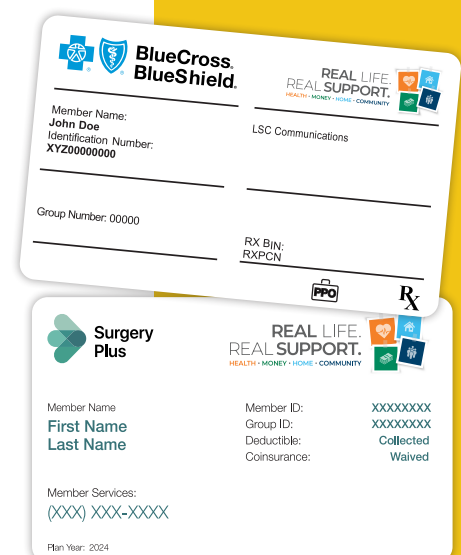 BlueCross.
BlueShield.
REAL LIFE.
REAL SUPPORT.
HEALTH • MONEY • HOME • COMMUNITY
Member Name:
John Doe
Identification Number:
XYZ00000000
LSC Communications
Group Number: 00000
RX BIN:
RXPCN
PPO
Rx
Surgery
Plus
REAL LIFE.
REAL SUPPORT.
HEALTH • MONEY • HOME • COMMUNITY
Member Name
First Name
Last Name
Member ID: XXXXXXXX
Group ID: XXXXXXXX
Deductible: Collected
Coinsurance: Waived
Member Services:
(XXX) XXX-XXXX
Plan Year: 2024